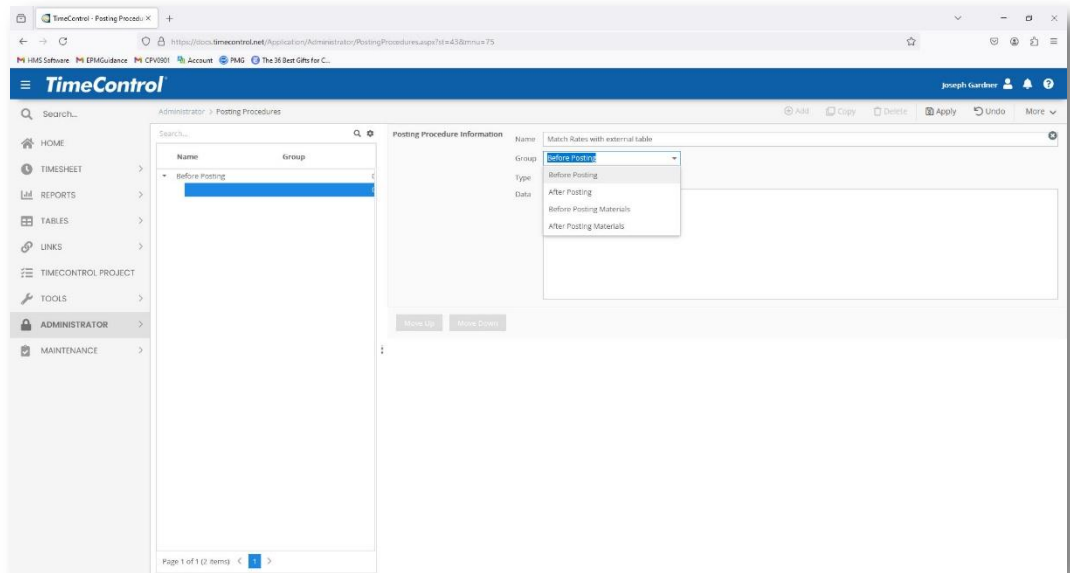 TimeControl - Posting Procedu
https://docs.timecontrol.net/Application/Administrator/PostingProcedures.aspx?st=43&mnu=75
HMS Software EPMGuidance CPV0901 Account PMG The 36 Best Gifts for C...
TimeControl
Joseph Gardner
Search...
Administrator > Posting Procedures
Add Copy Delete Apply Undo More
HOME
TIMESHEET
REPORTS
TABLES
LINKS
TIMECONTROL PROJECT
TOOLS
ADMINISTRATOR
MAINTENANCE
Search...
Name Group
Before Posting
Page 1 of 1 (2 items) < 1 >
Posting Procedure Information
Name Match Rates with external table
Group Before Posting
Type
Data
Before Posting
After Posting
Before Posting Materials
After Posting Materials
Move Up Move Down